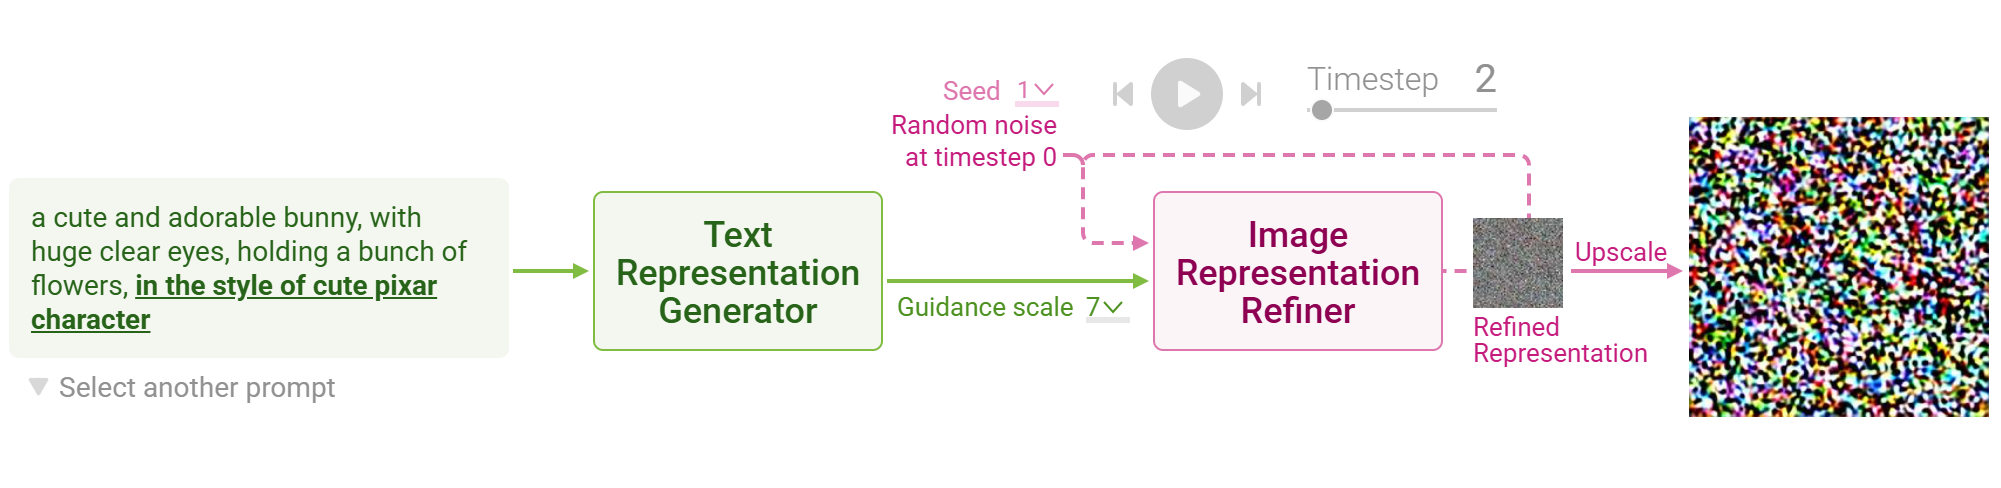 Seed 1
Timestep 2
Random noise
at timestep 0
a cute and adorable bunny, with
huge clear eyes, holding a bunch of
flowers, in the style of cute pixar
character
Select another prompt
Text
Representation
Generator
Guidance scale 7
Image
Representation
Refiner
Refined
Representation
Upscale